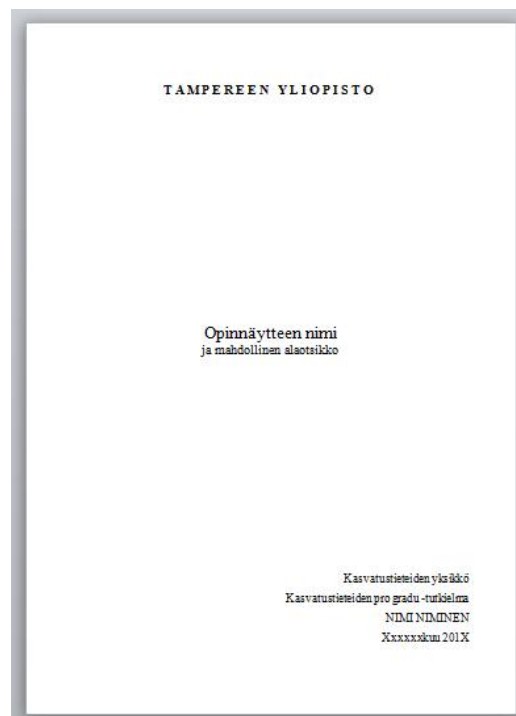 TAMPEREEN YLIOPISTO
Opinnäytteen nimi
ja mahdollinen alaotsikko
Kasvatustieteiden yksikkö
Kasvatustieteiden pro gradu -tutkielma
NIMI NIMINEN
Xxxxxxkuu 201X